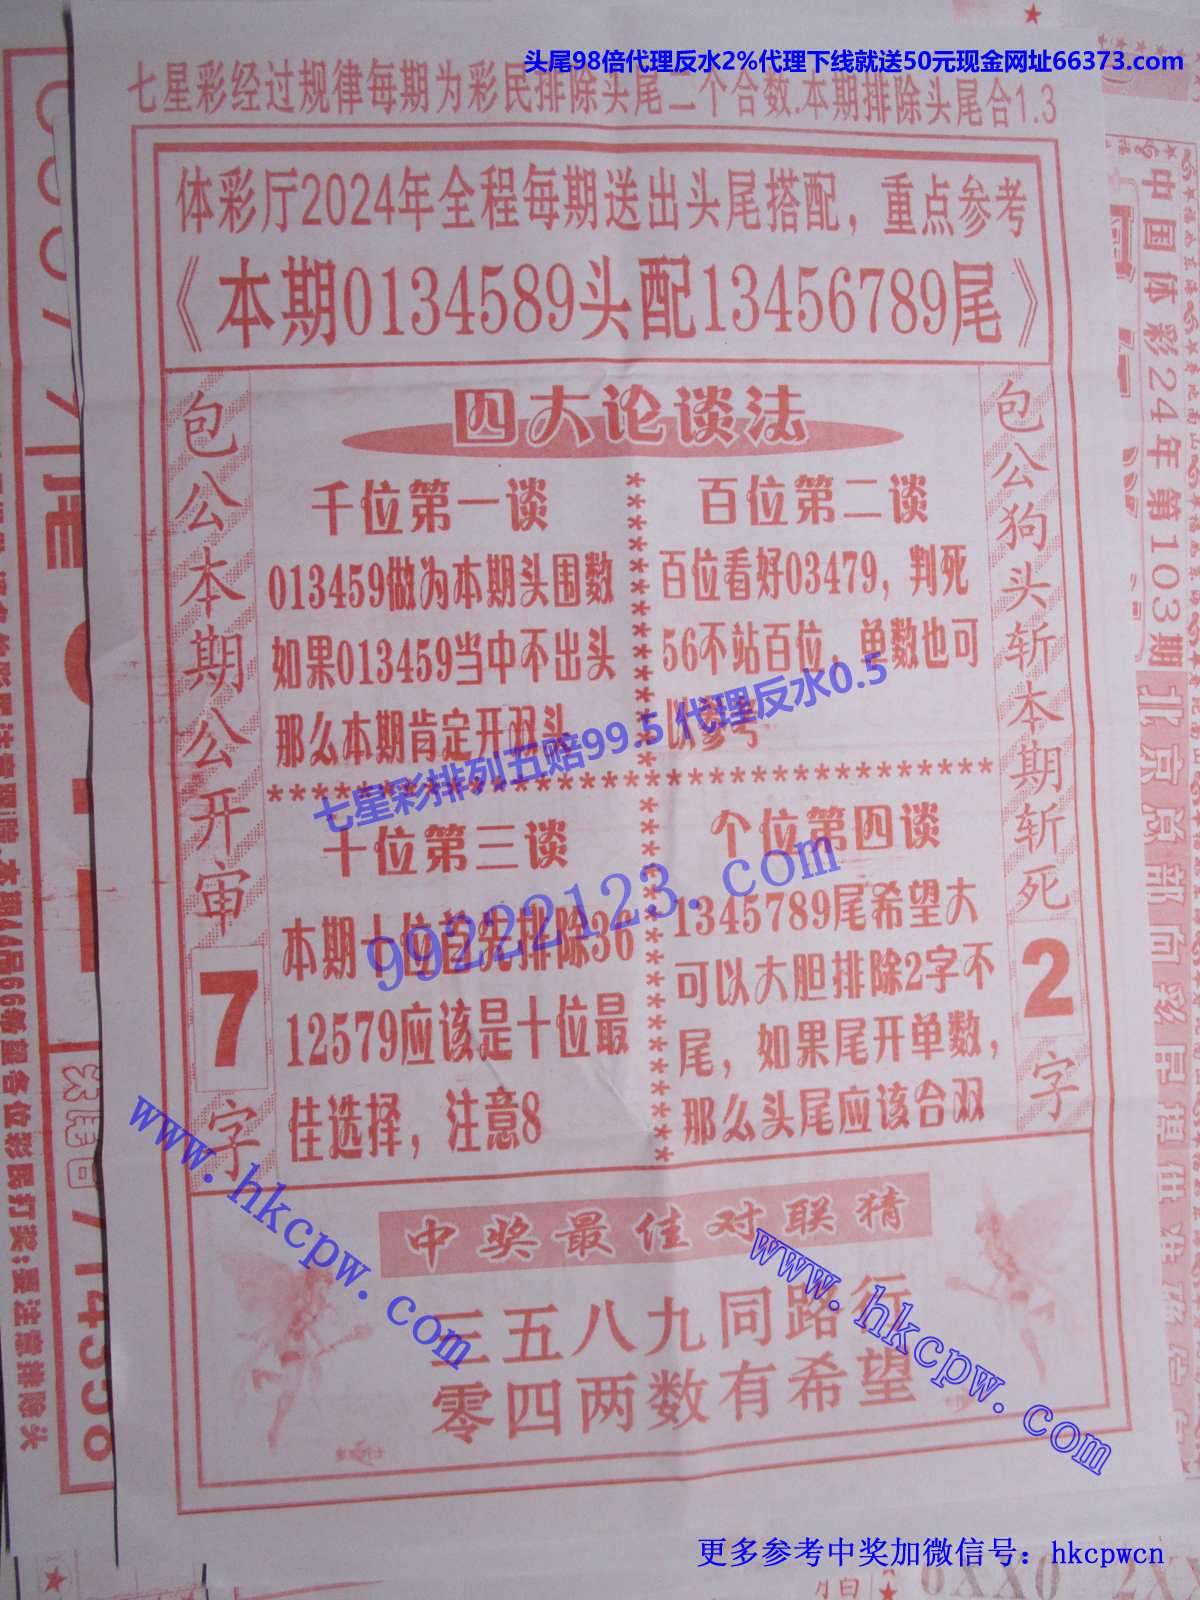 头尾98倍代理反水2%代理下线就送50元现金网址66373.com
七星彩经过规律每期为彩民排除头尾二个合数.本期排除头尾合1.3
体彩厅2024年全程每期送出头尾搭配，重点参考
《本期0134589头配13456789尾》
包公本期公开审7字
四大论谈法
千位第一谈
013459做为本期头围数
如果013459当中不出头
那么本期肯定开双头
百位第二谈
百位看好03479，判死
56不站百位，单数也可
以参考
十位第三谈
本期十位首先排除36
12579应该是十位最
佳选择，注意8
个位第四谈
1345789尾希望大
可以大胆排除2字不
尾，如果尾开单数，
那么头尾应该合双
包公狗头斩本期斩死2字
七星彩排列五赔99.5 代理反水0.5
99222123.com
中奖最佳对联猜
三五八九同路行
零四两数有希望
www.hkcpw.com
www.hkcpw.com
中国体彩24年第103期
更多参考中奖加微信号：hkcpwcn
6XX0
2XX